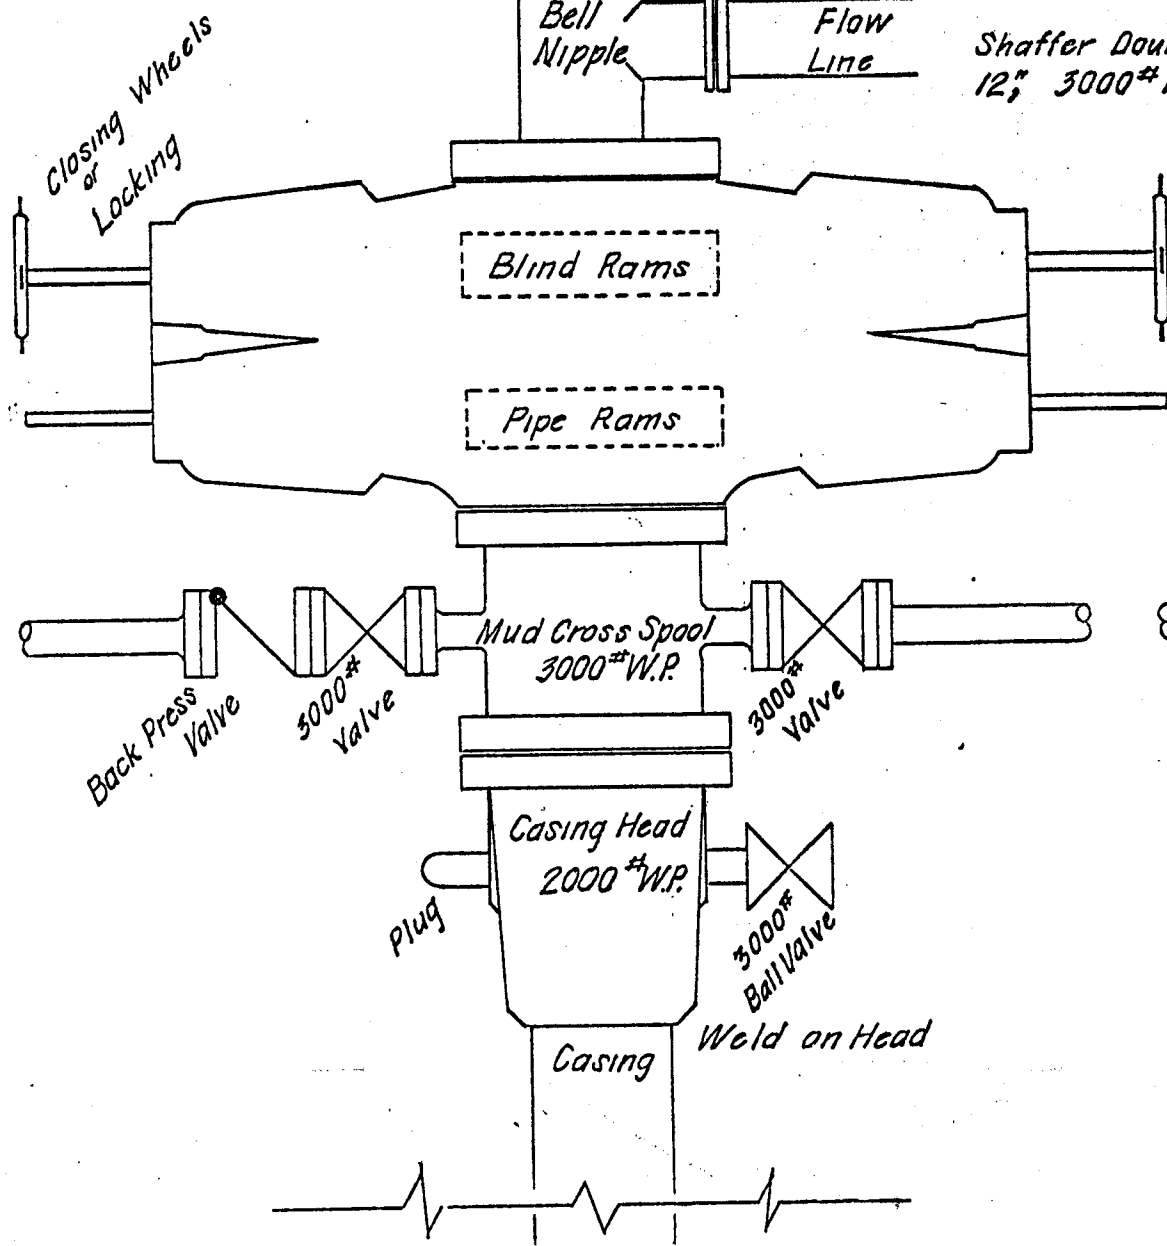 Bell
Nipple
Flow
Line
12", 3000#
Shaffer
Closing Wheels
or
Locking
Blind Rams
Pipe Rams
Mud Cross Spool
3000# W.P.
Back Press
Valve
3000#
Valve
3000#
Valve
Casing Head
2000# W.P.
Plug
3000#
Ball Valve
Weld on Head
Casing